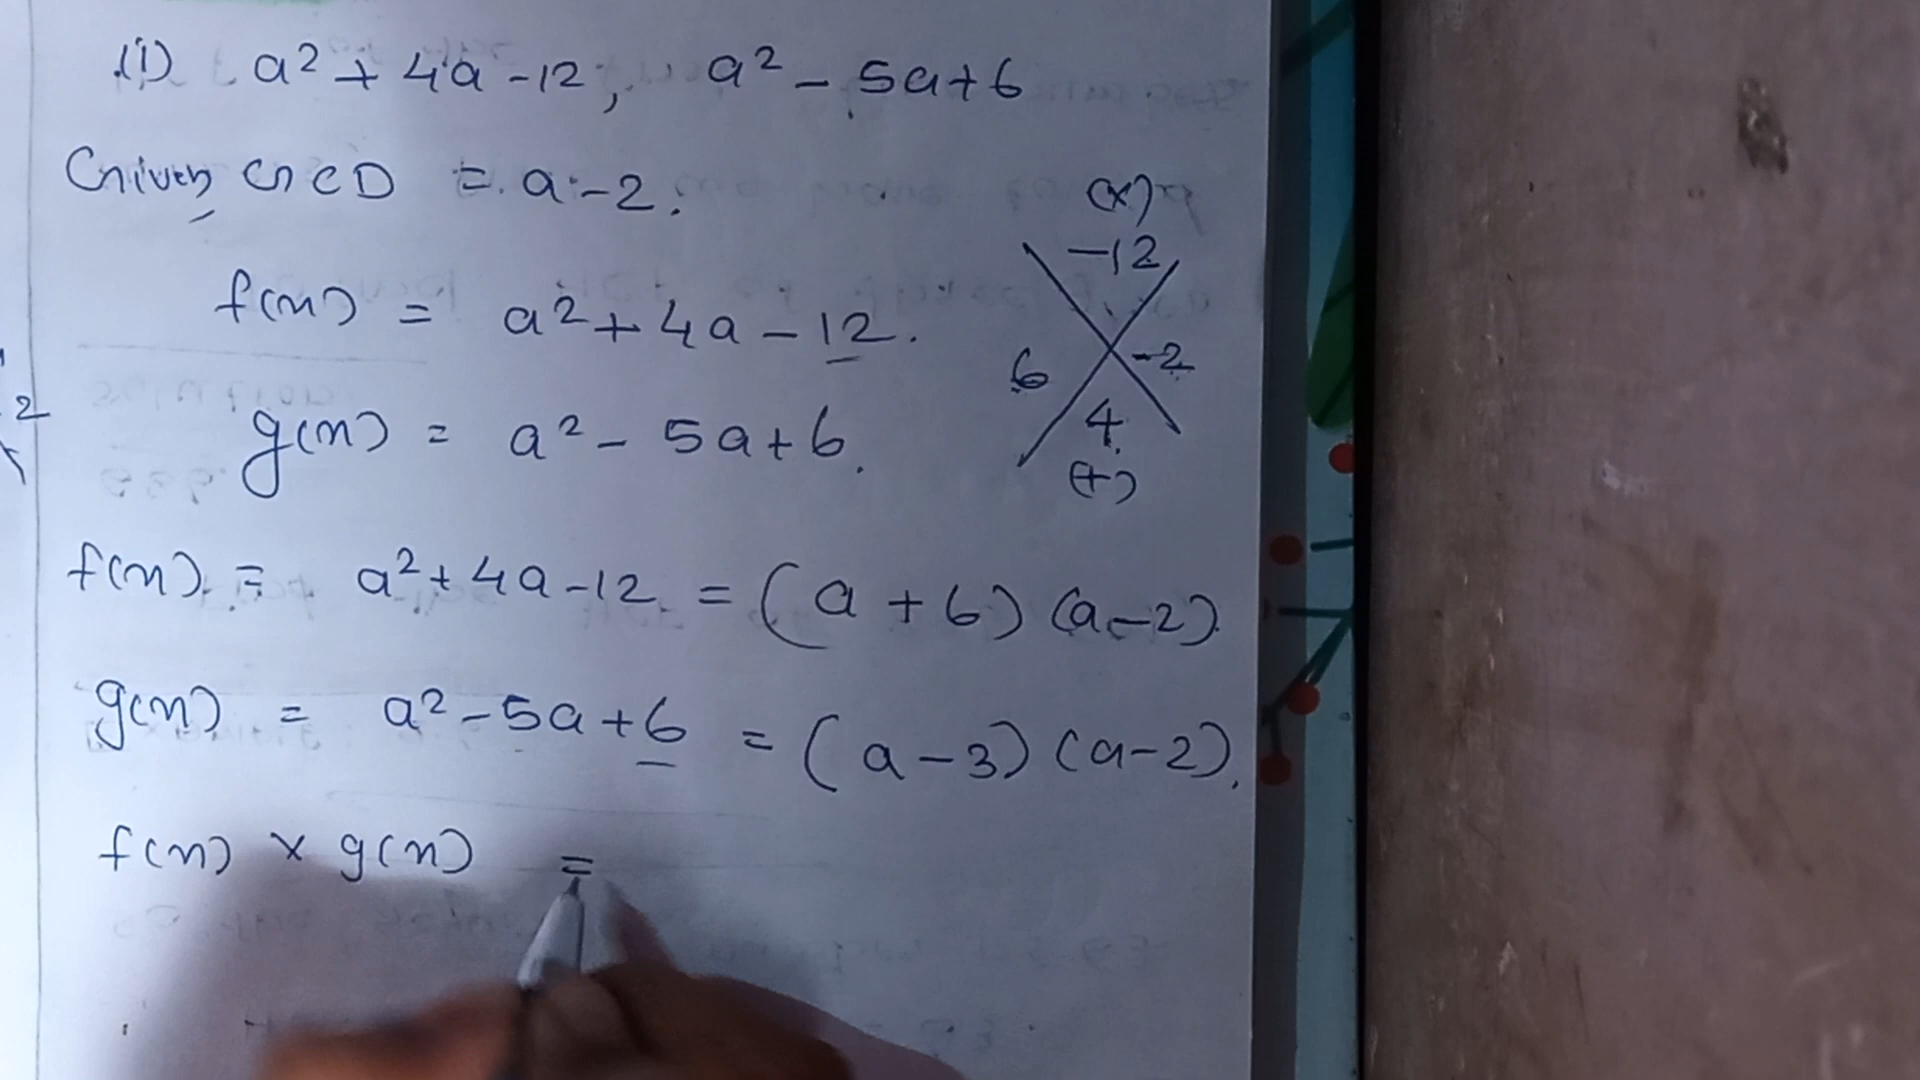 (i) a² + 4a - 12, a² - 5a + 6
Given GCD = a - 2.
(x)
-12
6 -2
4
(+)
f(x) = a² + 4a - 12.
g(x) = a² - 5a + 6.
f(x) = a² + 4a - 12 = (a + 6) (a - 2).
g(x) = a² - 5a + 6 = (a - 3) (a - 2).
f(x) x g(x) =